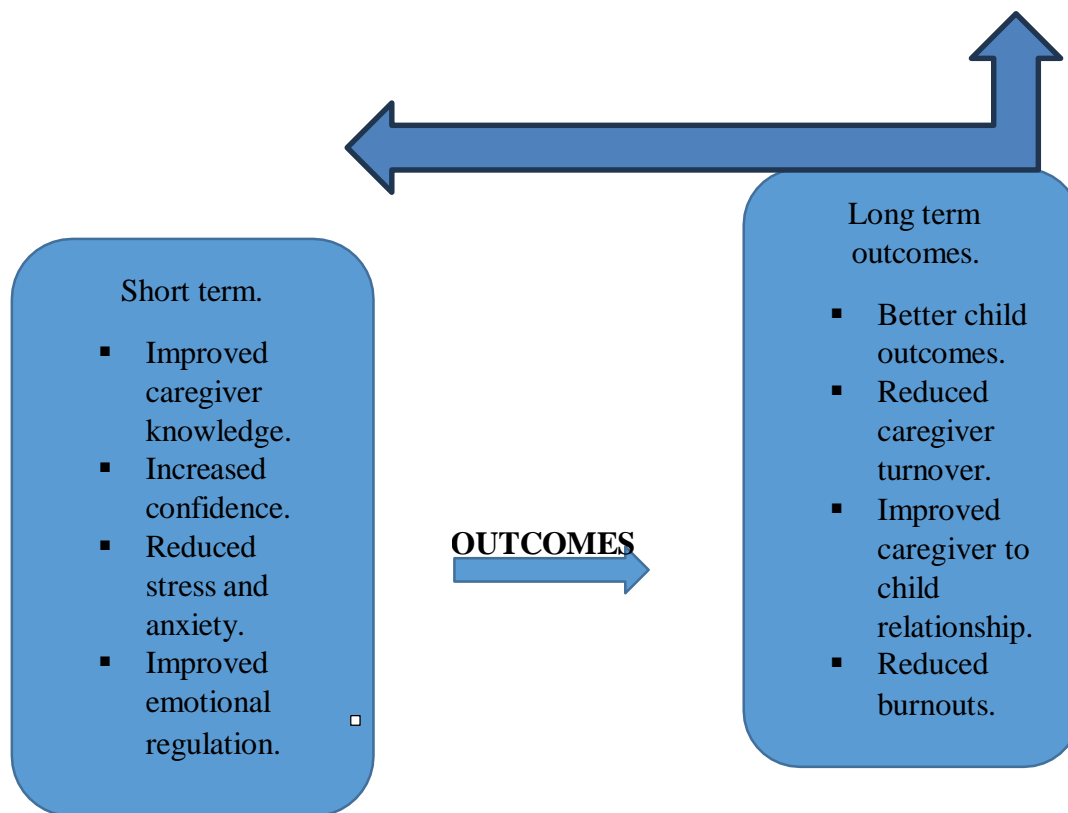 Short term.
▪ Improved
caregiver
knowledge.
▪ Increased
confidence.
▪ Reduced
stress and
anxiety.
▪ Improved
emotional
regulation.
OUTCOMES
Long term
outcomes.
▪ Better child
outcomes.
▪ Reduced
caregiver
turnover.
▪ Improved
caregiver to
child
relationship.
▪ Reduced
burnouts.